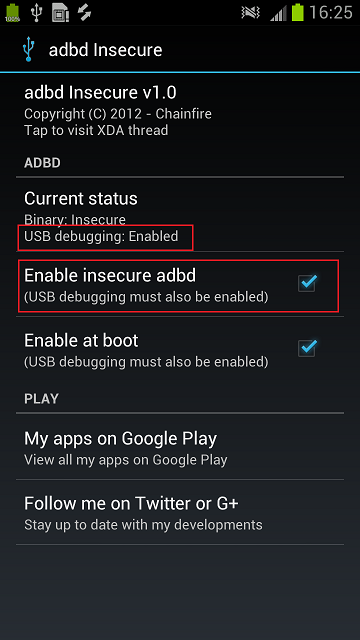 100%
16:25
adbd Insecure
adbd Insecure v1.0
Copyright (C) 2012 - Chainfire
Tap to visit XDA thread
ADBD
Current status
Binary: Insecure
USB debugging: Enabled
Enable insecure adbd
(USB debugging must also be enabled)
Enable at boot
(USB debugging must also be enabled)
PLAY
My apps on Google Play
View all my apps on Google Play
Follow me on Twitter or G+
Stay up to date with my developments